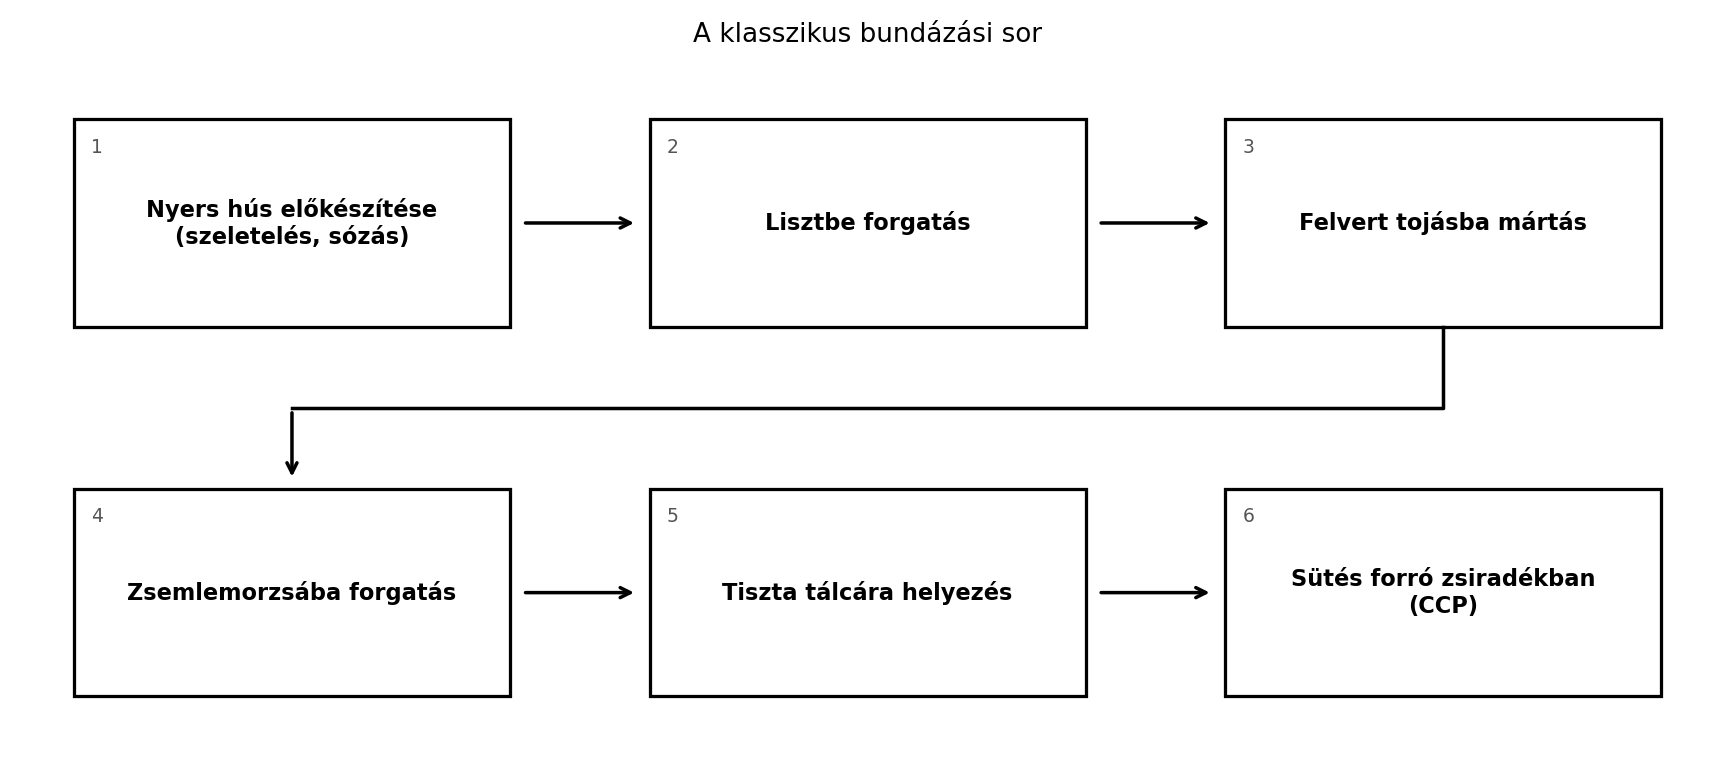 A klasszikus bundázási sor
1
Nyers hús előkészítése
(szeletelés, sózás)
2
Lisztbe forgatás
3
Felvert tojásba mártás
4
Zsemlemorzsába forgatás
5
Tiszta tálcára helyezés
6
Sütés forró zsiradékban
(CCP)